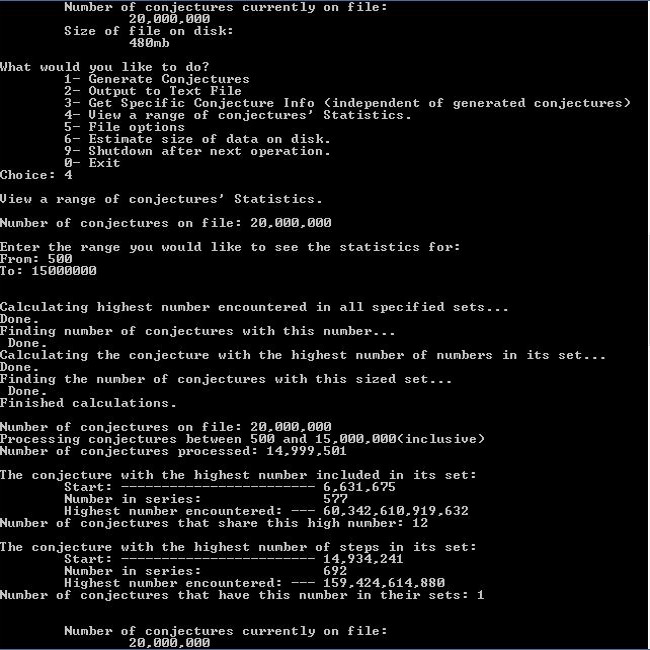 Number of conjectures currently on file:
20,000,000
Size of file on disk:
480mb
What would you like to do?
1- Generate Conjectures
2- Output to Text File
3- Get Specific Conjecture Info (independent of generated conjectures)
4- View a range of conjectures' Statistics.
5- File options
6- Estimate size of data on disk.
9- Shutdown after next operation.
0- Exit
Choice: 4
View a range of conjectures' Statistics.
Number of conjectures on file: 20,000,000
Enter the range you would like to see the statistics for:
From: 500
To: 15000000
Calculating highest number encountered in all specified sets...
Done.
Finding number of conjectures with this number...
Done.
Calculating the conjecture with the highest number of numbers in its set...
Done.
Finding the number of conjectures with this sized set...
Done.
Finished calculations.
Number of conjectures on file: 20,000,000
Processing conjectures between 500 and 15,000,000(inclusive)
Number of conjectures processed: 14,999,501
The conjecture with the highest number included in its set:
Start: ------------------------ 6,631,675
Number in series: 577
Highest number encountered: --- 60,342,610,919,632
Number of conjectures that share this high number: 12
The conjecture with the highest number of steps in its set:
Start: ------------------------ 14,934,241
Number in series: 692
Highest number encountered: --- 159,424,614,880
Number of conjectures that have this number in their sets: 1
Number of conjectures currently on file:
20,000,000